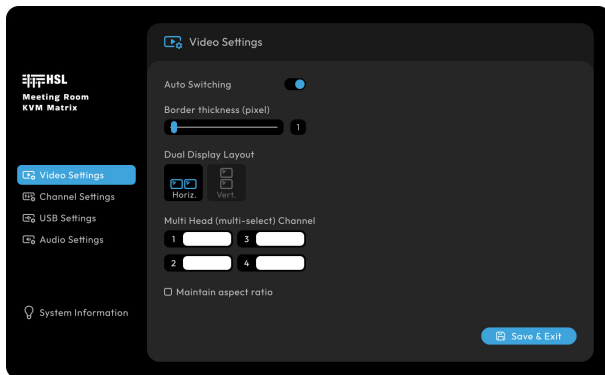 Video Settings
HSL
Meeting Room
KVM Matrix
Auto Switching
Border thickness (pixel)
1
Dual Display Layout
Horiz.
Vert.
Video Settings
Channel Settings
USB Settings
Audio Settings
Multi Head (multi-select) Channel
1
3
2
4
Maintain aspect ratio
System Information
Save & Exit